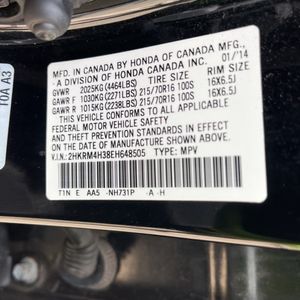 MFD. IN CANADA BY HONDA OF CANADA MFG.,
- A DIVISION OF HONDA CANADA INC. 01/14
GVWR 2025KG (4464LBS) TIRE SIZE RIM SIZE
GAWR F 1030KG (2271LBS) 215/70R16 100S 16X6.5J
GAWR R 1015KG (2238LBS) 215/70R16 100S 16X6.5J
THIS VEHICLE CONFORMS TO ALL APPLICABLE
FEDERAL MOTOR VEHICLE SAFETY BUMPER AND
THEFT PREVENTION STANDARDS IN EFFECT ON THE
DATE OF MANUFACTURE SHOWN ABOVE.
V.I.N.: 2HKRM4H38EH648505 TYPE: MPV
T1N E AA5 -NH731P -A -H
10A A3